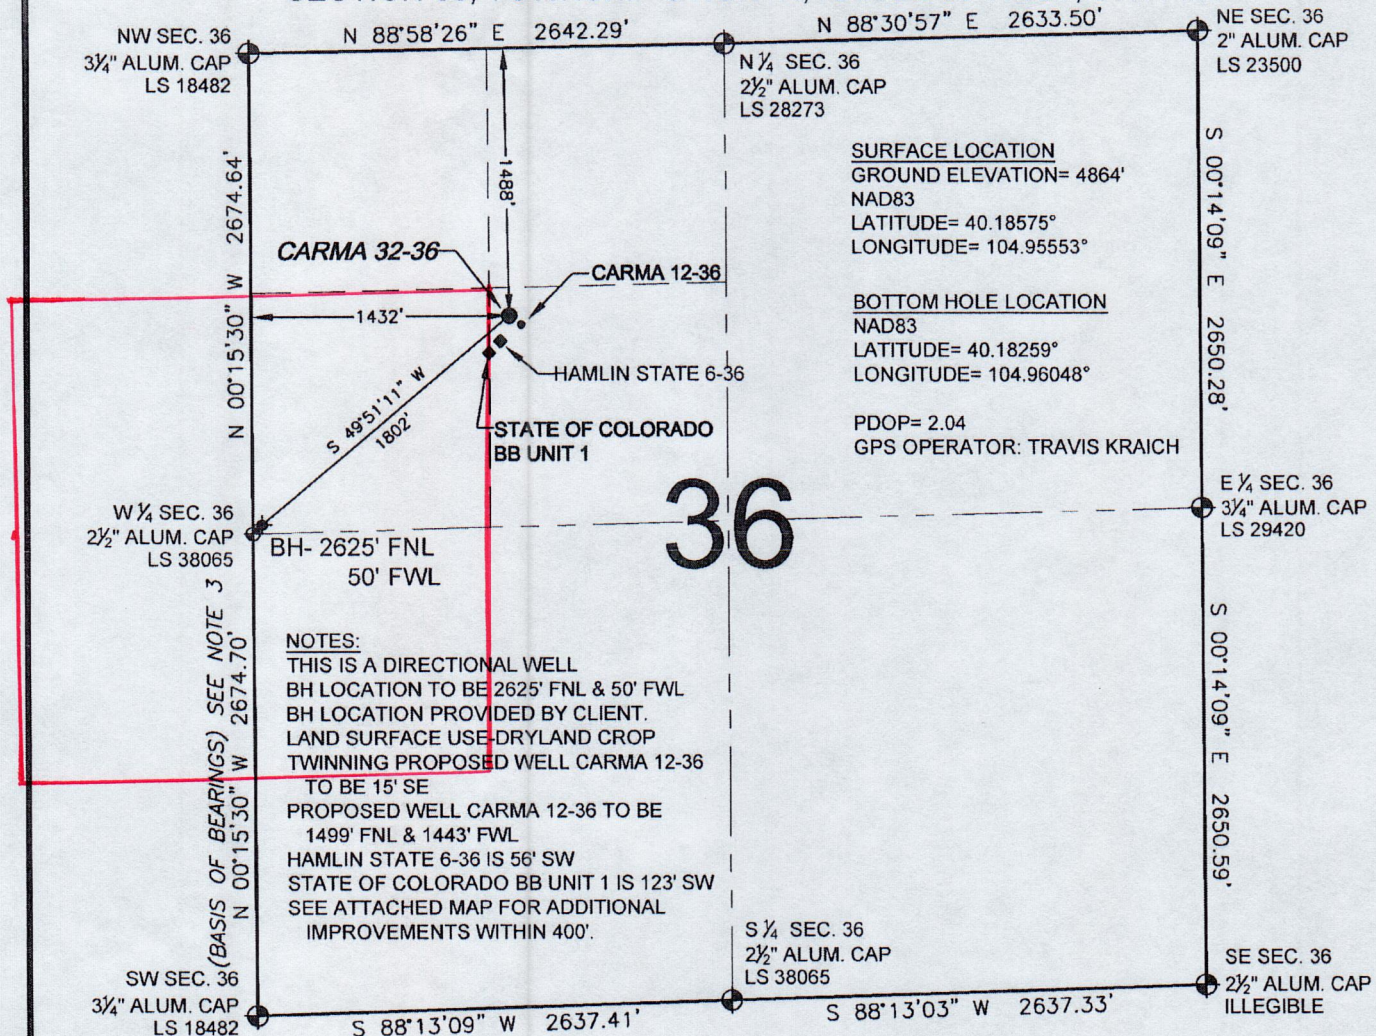 NW SEC. 36
3¼" ALUM. CAP
LS 18482
N 88°58'26" E 2642.29'
N 88°30'57" E 2633.50'
NE SEC. 36
2" ALUM. CAP
LS 23500
N ¼ SEC. 36
2½" ALUM. CAP
LS 28273
1488'
N 00°15'30" W 2674.64'
S 00°14'09" E 2650.28'
SURFACE LOCATION
GROUND ELEVATION= 4864'
NAD83
LATITUDE= 40.18575°
LONGITUDE= 104.95553°
BOTTOM HOLE LOCATION
NAD83
LATITUDE= 40.18259°
LONGITUDE= 104.96048°
PDOP= 2.04
GPS OPERATOR: TRAVIS KRAICH
CARMA 32-36
CARMA 12-36
1432'
HAMLIN STATE 6-36
S 49°51'11" W
1802'
STATE OF COLORADO
BB UNIT 1
36
W ¼ SEC. 36
2½" ALUM. CAP
LS 38065
BH- 2625' FNL
50' FWL
E ¼ SEC. 36
3¼" ALUM. CAP
LS 29420
(BASIS OF BEARINGS) SEE NOTE 3
N 00°15'30" W 2674.70'
S 00°14'09" E 2650.59'
NOTES:
THIS IS A DIRECTIONAL WELL
BH LOCATION TO BE 2625' FNL & 50' FWL
BH LOCATION PROVIDED BY CLIENT.
LAND SURFACE USE-DRYLAND CROP
TWINNING PROPOSED WELL CARMA 12-36
TO BE 15' SE
PROPOSED WELL CARMA 12-36 TO BE
1499' FNL & 1443' FWL
HAMLIN STATE 6-36 IS 56' SW
STATE OF COLORADO BB UNIT 1 IS 123' SW
SEE ATTACHED MAP FOR ADDITIONAL
IMPROVEMENTS WITHIN 400'.
SW SEC. 36
3¼" ALUM. CAP
LS 18482
S 88°13'09" W 2637.41'
S ¼ SEC. 36
2½" ALUM. CAP
LS 38065
S 88°13'03" W 2637.33'
SE SEC. 36
2½" ALUM. CAP
ILLEGIBLE